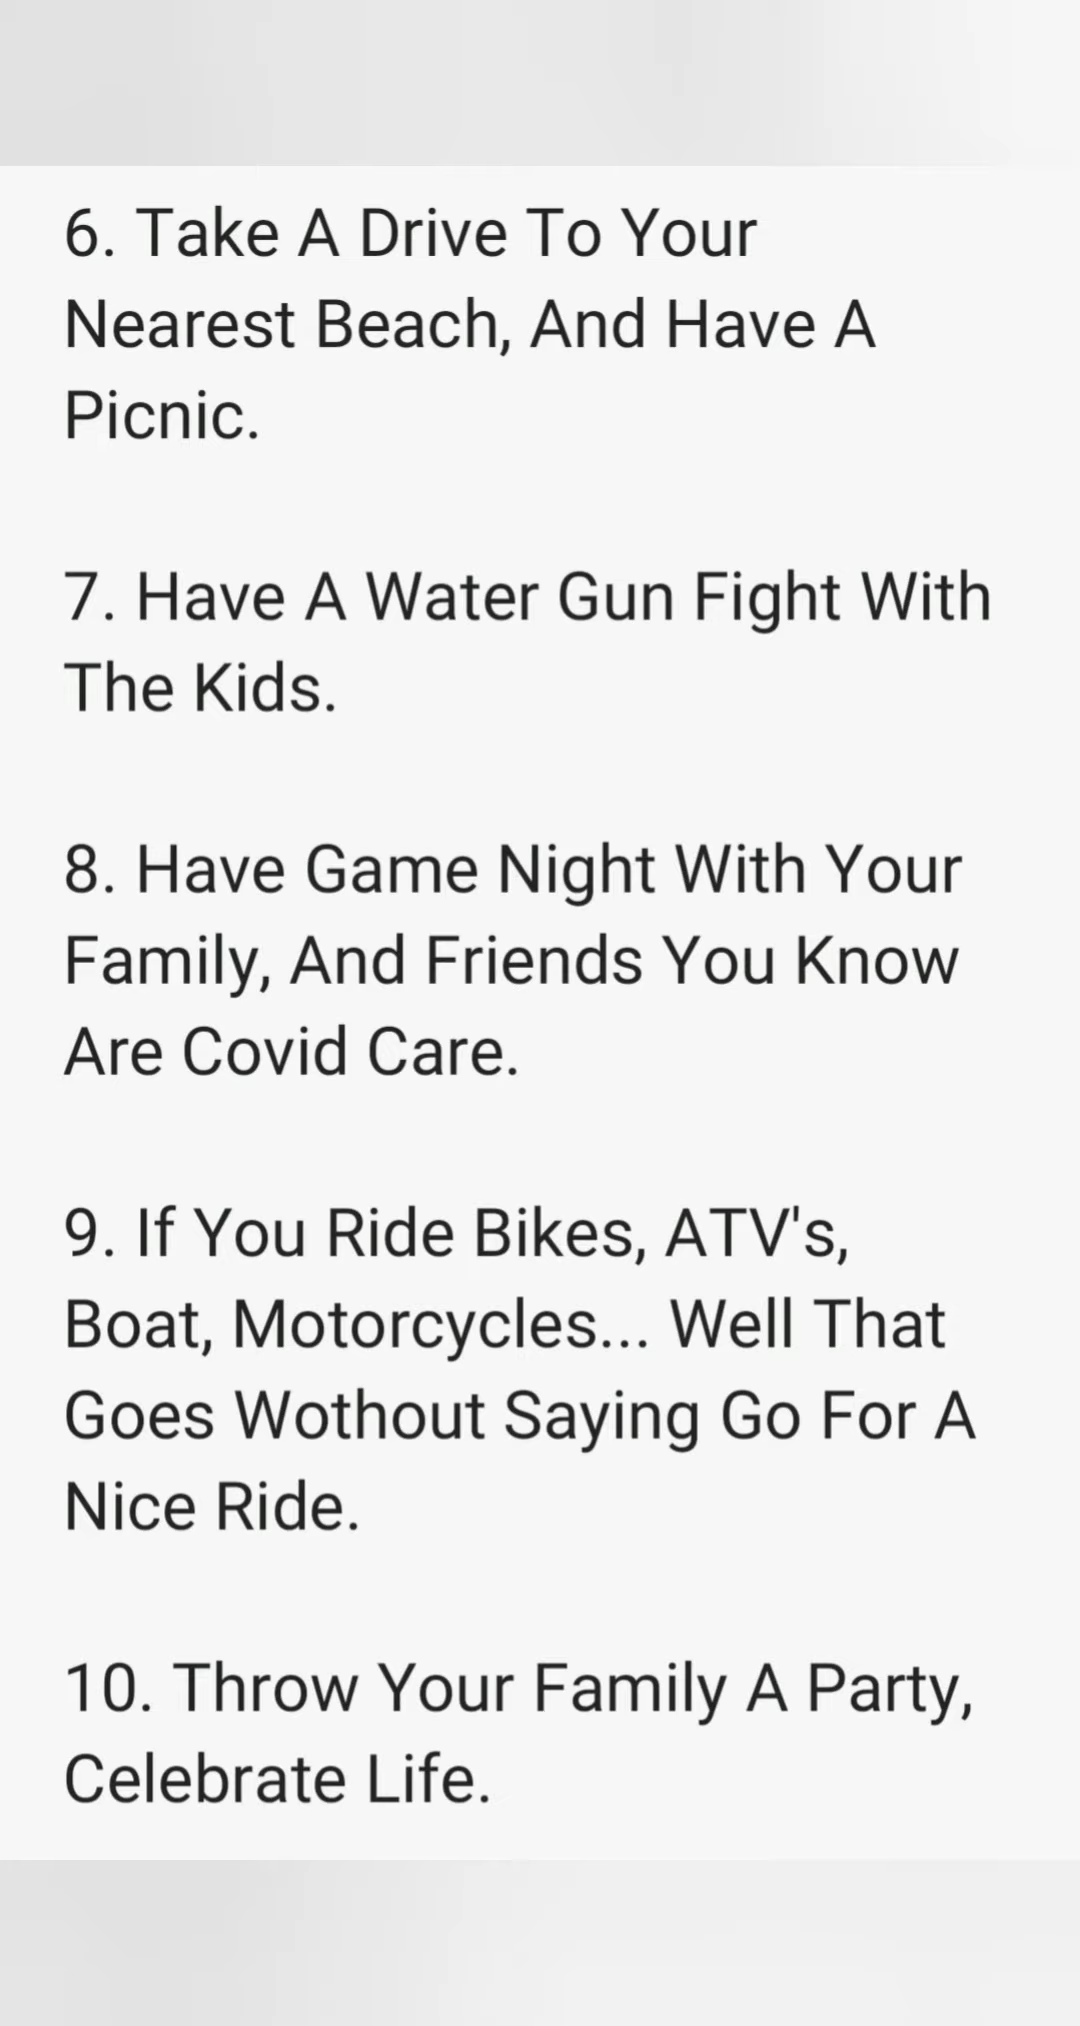 6. Take A Drive To Your
Nearest Beach, And Have A
Picnic.
7. Have A Water Gun Fight With
The Kids.
8. Have Game Night With Your
Family, And Friends You Know
Are Covid Care.
9. If You Ride Bikes, ATV's,
Boat, Motorcycles... Well That
Goes Wothout Saying Go For A
Nice Ride.
10. Throw Your Family A Party,
Celebrate Life.